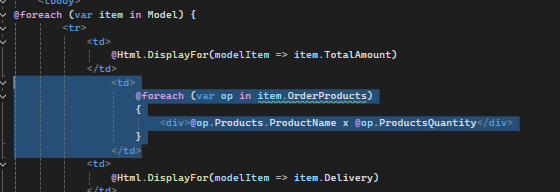 <tbody>
@foreach (var item in Model) {
<tr>
<td>
@Html.DisplayFor(modelItem => item.TotalAmount)
</td>
<td>
@foreach (var op in item.OrderProducts)
{
<div>@op.Products.ProductName x @op.ProductsQuantity</div>
}
</td>
<td>
@Html.DisplayFor(modelItem => item.Delivery)
</td>